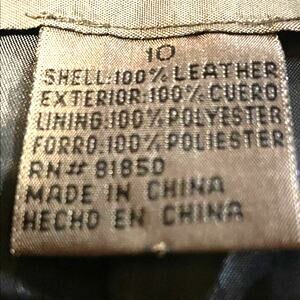 10
SHELL:100% LEATHER
EXTERIOR:100% CUERO
LINING:100% POLYESTER
FORRO:100% POLYESTER
RN# 81850
MADE IN CHINA
HECHO EN CHINA